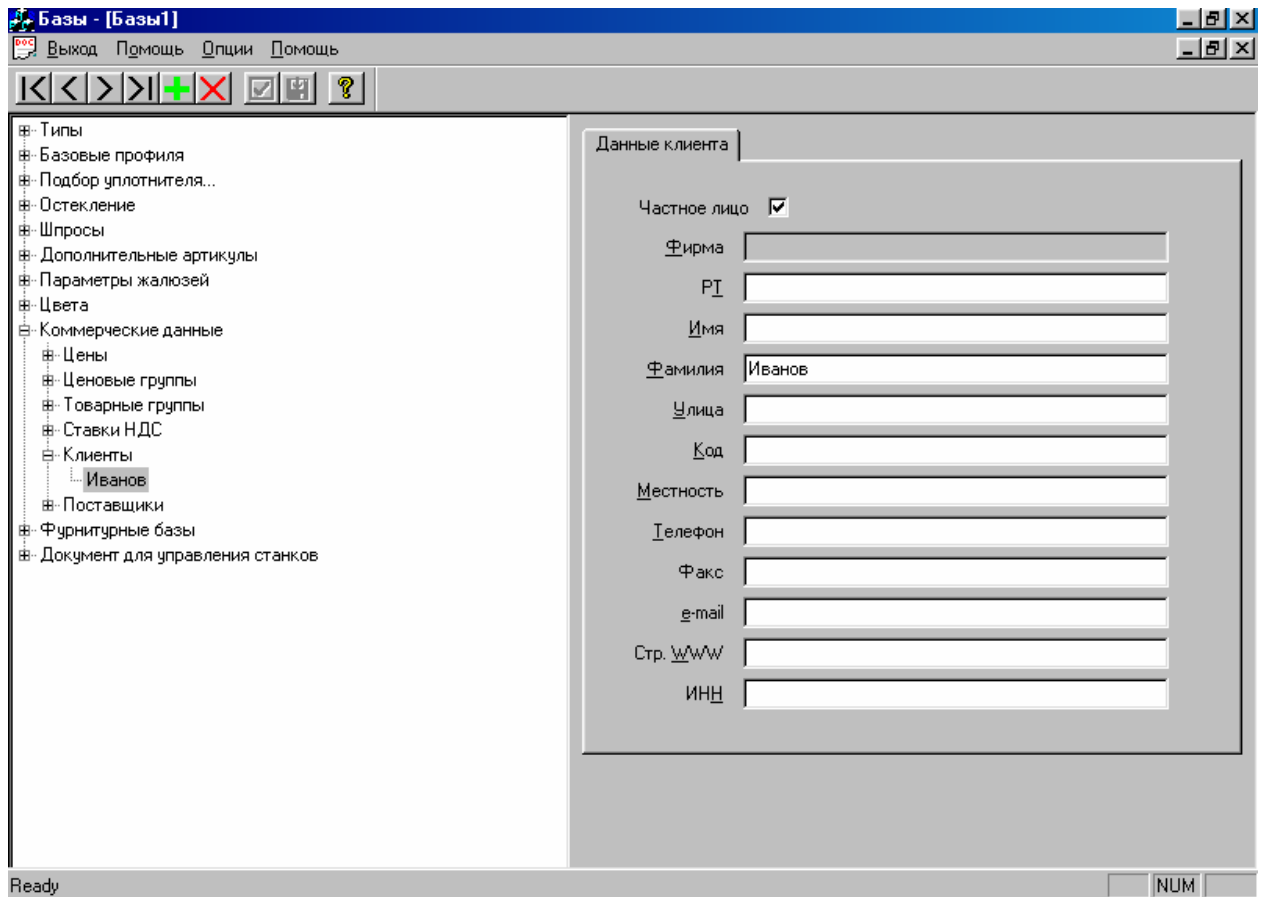 Базы - [Базы1]
Выход Помощь Опции Помощь
Типы
Базовые профиля
Подбор уплотнителя...
Остекление
Шпросы
Дополнительные артикулы
Параметры жалюзей
Цвета
Коммерческие данные
Цены
Ценовые группы
Товарные группы
Ставки НДС
Клиенты
Иванов
Поставщики
Фурнитурные базы
Документ для управления станков
Данные клиента
Частное лицо
Фирма
РТ
Имя
Фамилия Иванов
Улица
Код
Местность
Телефон
Факс
e-mail
Стр. WWW
ИНН
Ready NUM